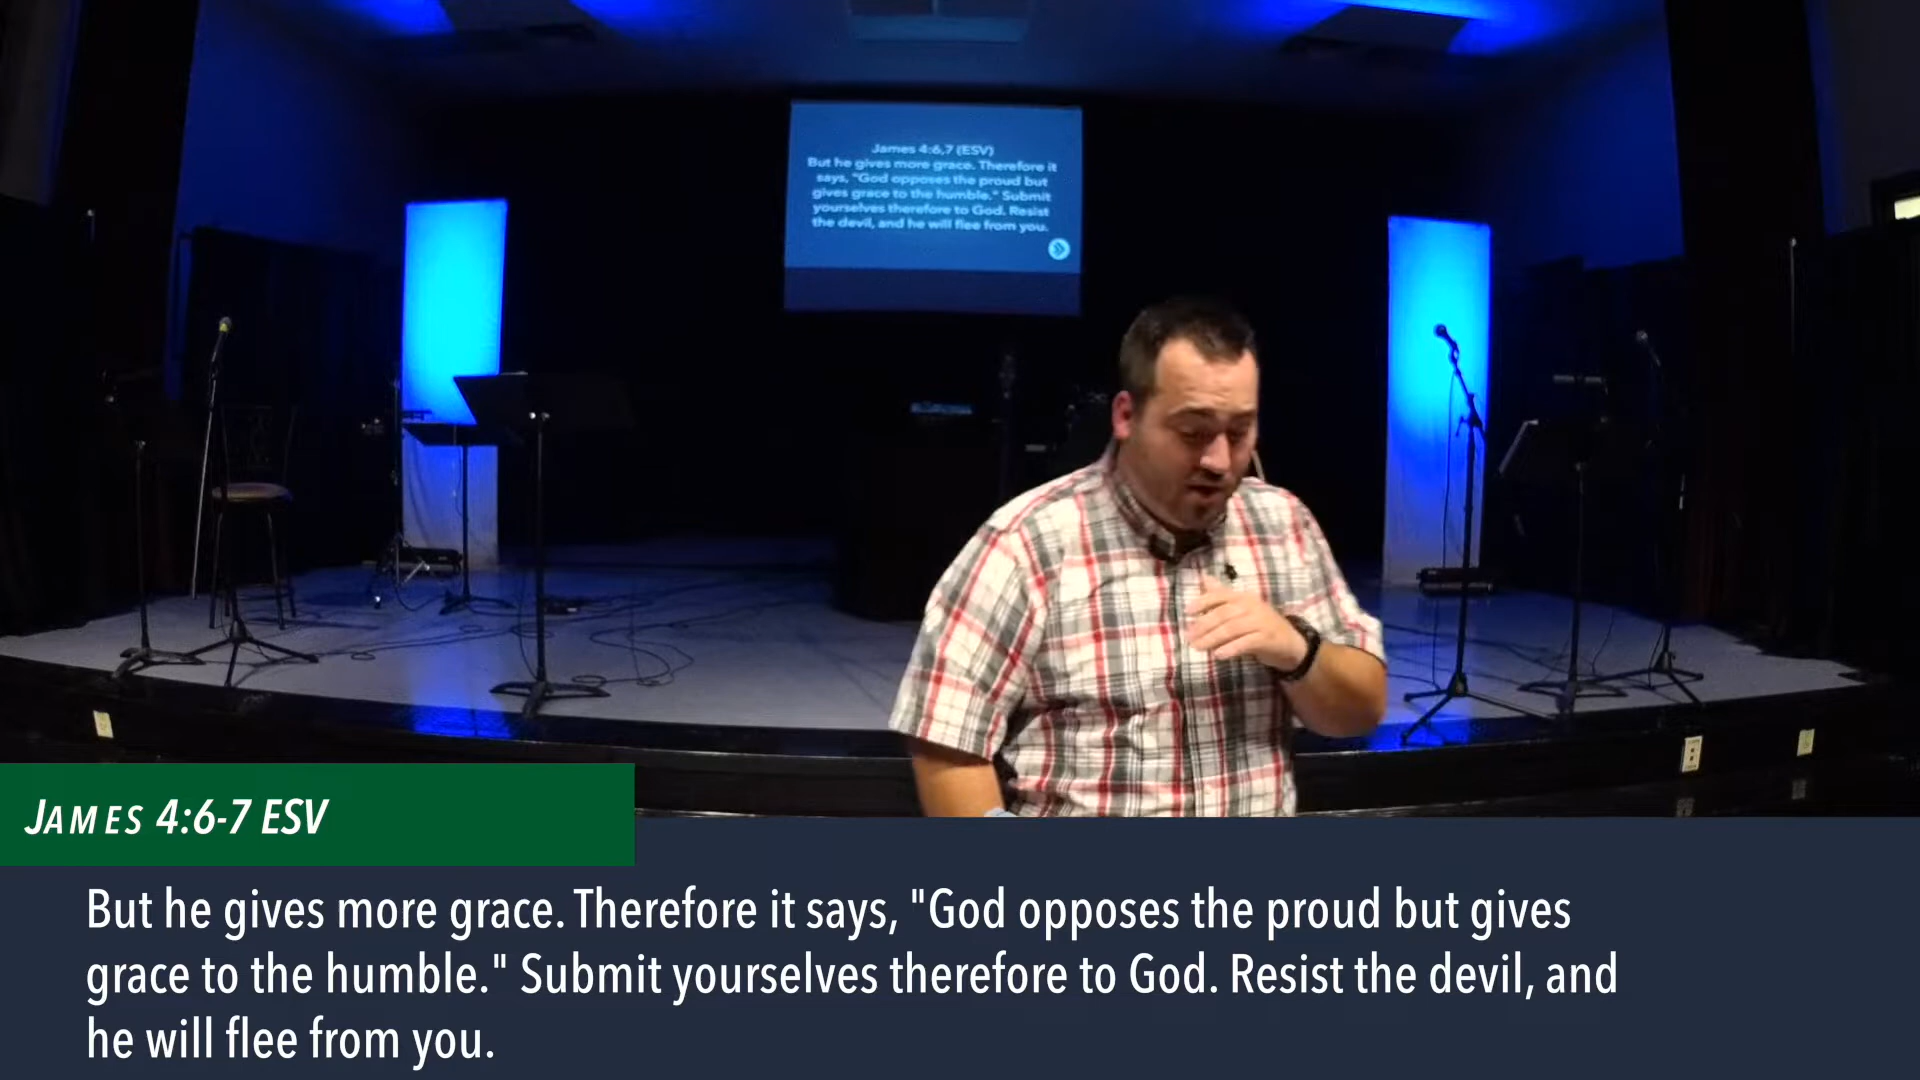 James 4:6,7 (ESV)
But he gives more grace. Therefore it
says, "God opposes the proud but
gives grace to the humble." Submit
yourselves therefore to God. Resist
the devil, and he will flee from you.
JAMES 4:6-7 ESV
But he gives more grace. Therefore it says, "God opposes the proud but gives
grace to the humble." Submit yourselves therefore to God. Resist the devil, and
he will flee from you.